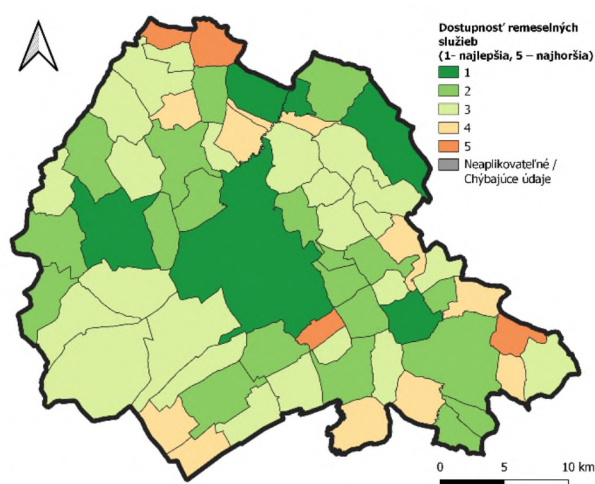 Dostupnosť remeselných
služieb
(1- najlepšia, 5 – najhoršia)
1
2
3
4
5
Neaplikovateľné /
Chýbajúce údaje
0 5 10 km